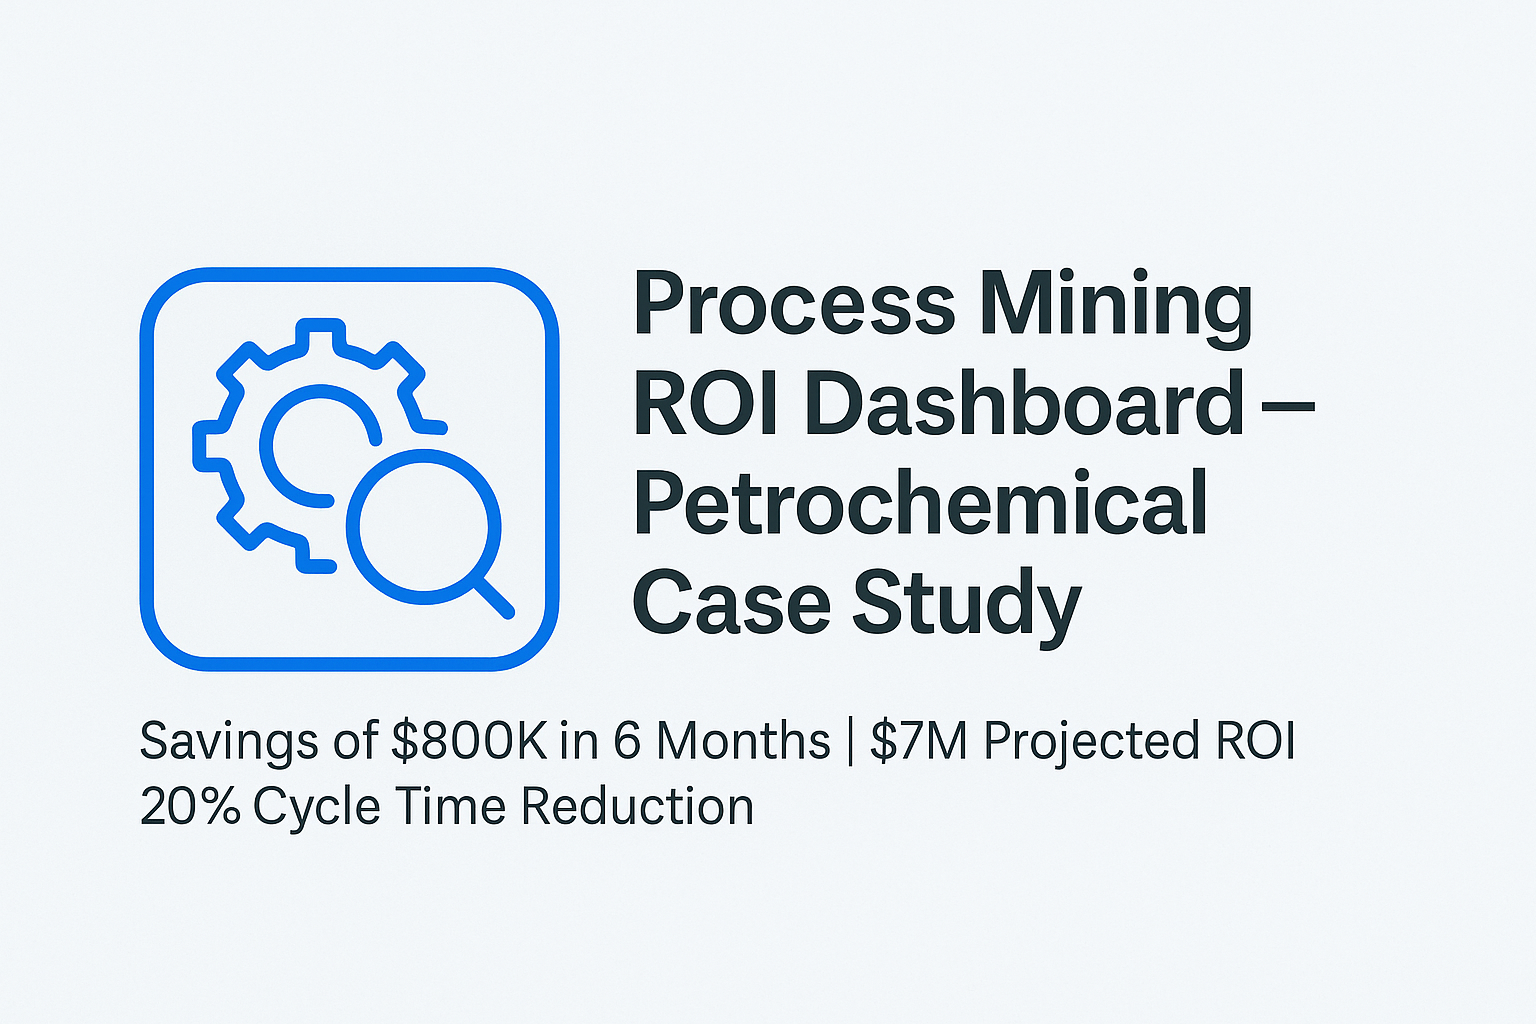 Process Mining
ROI Dashboard —
Petrochemical
Case Study
Savings of $800K in 6 Months | $7M Projected ROI
20% Cycle Time Reduction